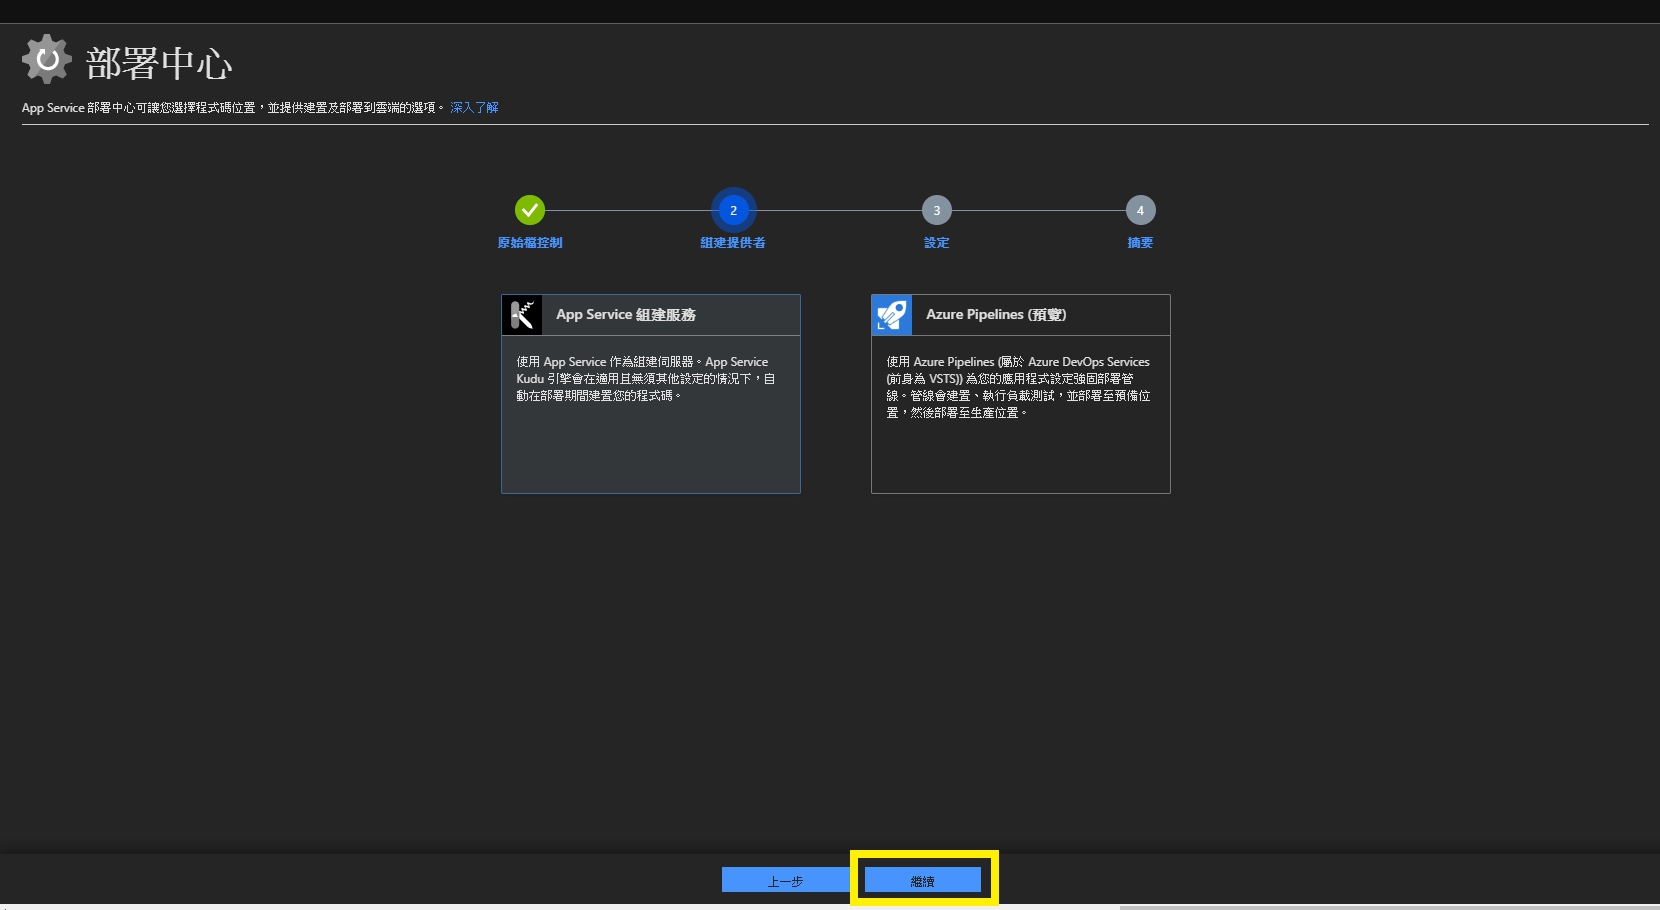 部署中心
App Service 部署中心可讓您選擇程式碼位置，並提供建置及部署到雲端的選項。 深入了解
2
3
4
原始檔控制
組建提供者
設定
摘要
App Service 組建服務
使用 App Service 作為組建伺服器。App Service
Kudu 引擎會在適用且無須其他設定的情況下，自
動在部署期間建置您的程式碼。
Azure Pipelines (預覽)
使用 Azure Pipelines (屬於 Azure DevOps Services
(前身為 VSTS)) 為您的應用程式設定強固部署管
線。管線會建置、執行負載測試，並部署至預備位
置，然後部署至生產位置。
上一步
繼續